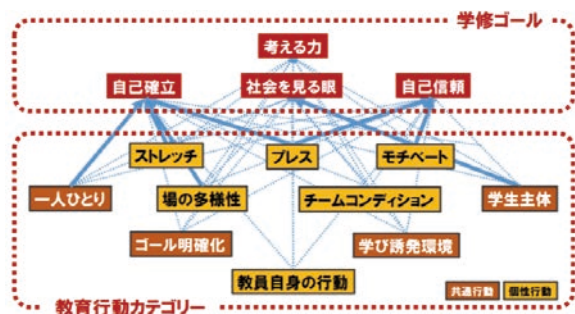 学修ゴール
考える力
自己確立
社会を見る眼
自己信頼
ストレッチ
プレス
モチベート
一人ひとり
場の多様性
チームコンディション
学生主体
ゴール明確化
学び誘発環境
教員自身の行動
教育行動カテゴリー
共通行動
個性行動